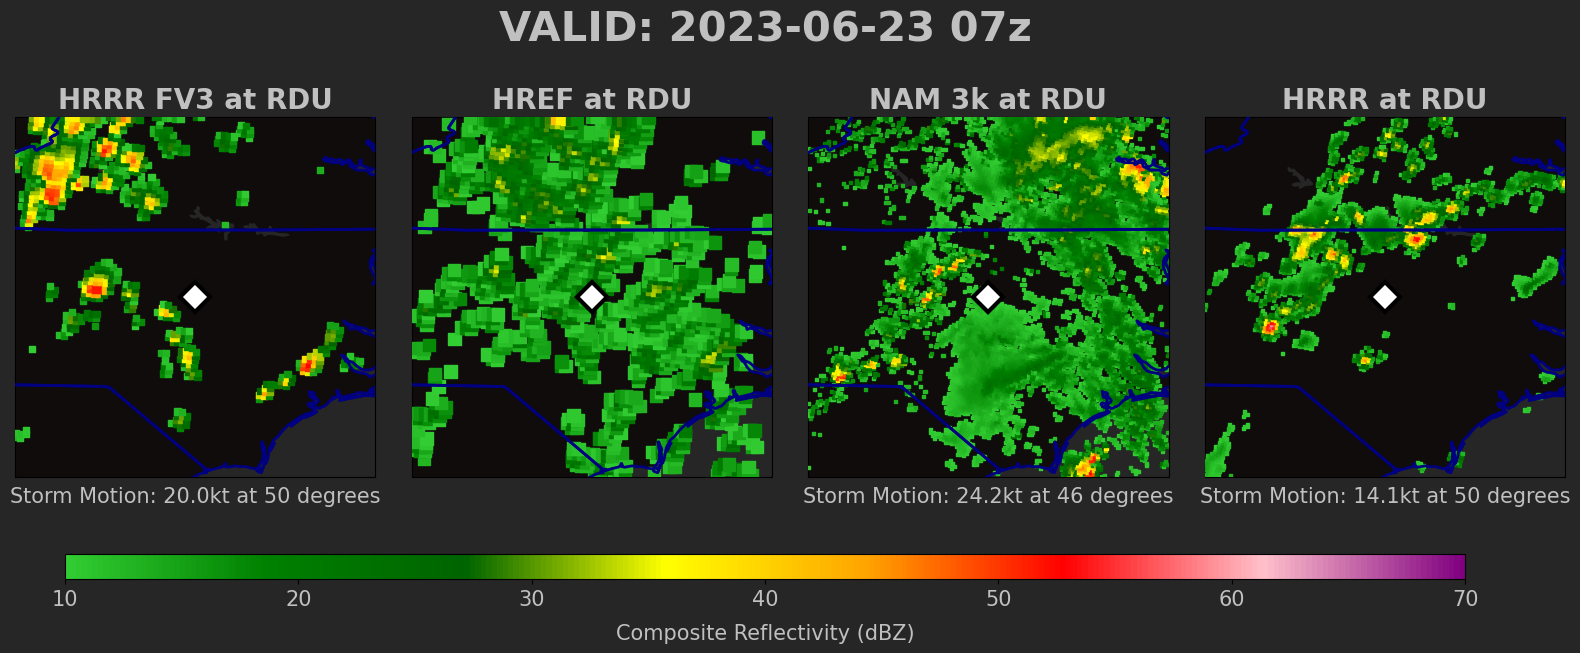 VALID: 2023-06-23 07z
HRRR FV3 at RDU
HREF at RDU
NAM 3k at RDU
HRRR at RDU
Storm Motion: 20.0kt at 50 degrees
Storm Motion: 24.2kt at 46 degrees
Storm Motion: 14.1kt at 50 degrees
10 20 30 40 50 60 70
Composite Reflectivity (dBZ)